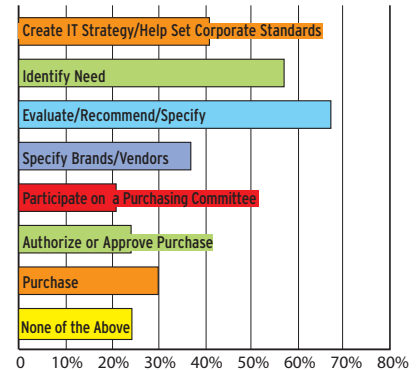 Create IT Strategy/Help Set Corporate Standards
Identify Need
Evaluate/Recommend/Specify
Specify Brands/Vendors
Participate on a Purchasing Committee
Authorize or Approve Purchase
Purchase
None of the Above
0 10% 20% 30% 40% 50% 60% 70% 80%